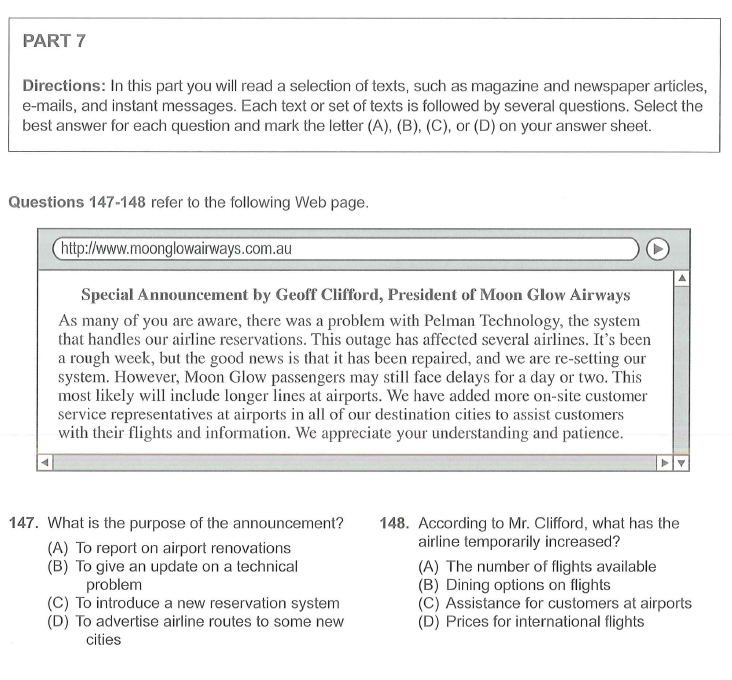 PART 7
Directions: In this part you will read a selection of texts, such as magazine and newspaper articles,
e-mails, and instant messages. Each text or set of texts is followed by several questions. Select the
best answer for each question and mark the letter (A), (B), (C), or (D) on your answer sheet.
Questions 147-148 refer to the following Web page.
http://www.moonglowairways.com.au
Special Announcement by Geoff Clifford, President of Moon Glow Airways
As many of you are aware, there was a problem with Pelman Technology, the system
that handles our airline reservations. This outage has affected several airlines. It's been
a rough week, but the good news is that it has been repaired, and we are re-setting our
system. However, Moon Glow passengers may still face delays for a day or two. This
most likely will include longer lines at airports. We have added more on-site customer
service representatives at airports in all of our destination cities to assist customers
with their flights and information. We appreciate your understanding and patience.
147. What is the purpose of the announcement?
(A) To report on airport renovations
(B) To give an update on a technical
problem
(C) To introduce a new reservation system
(D) To advertise airline routes to some new
cities
148. According to Mr. Clifford, what has the
airline temporarily increased?
(A) The number of flights available
(B) Dining options on flights
(C) Assistance for customers at airports
(D) Prices for international flights